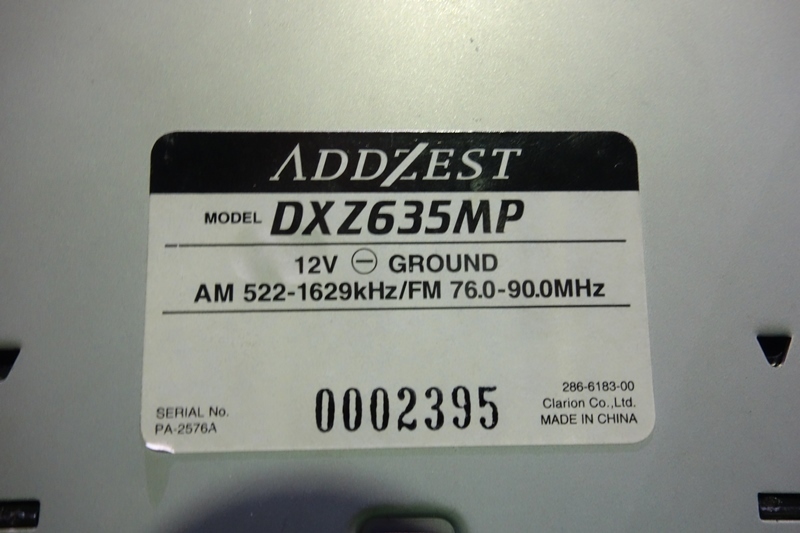 ADDZEST
MODEL DXZ635MP
12V ⊖ GROUND
AM 522-1629kHz/FM 76.0-90.0MHz
SERIAL No.
PA-2576A
0002395
286-6183-00
Clarion Co.,Ltd.
MADE IN CHINA